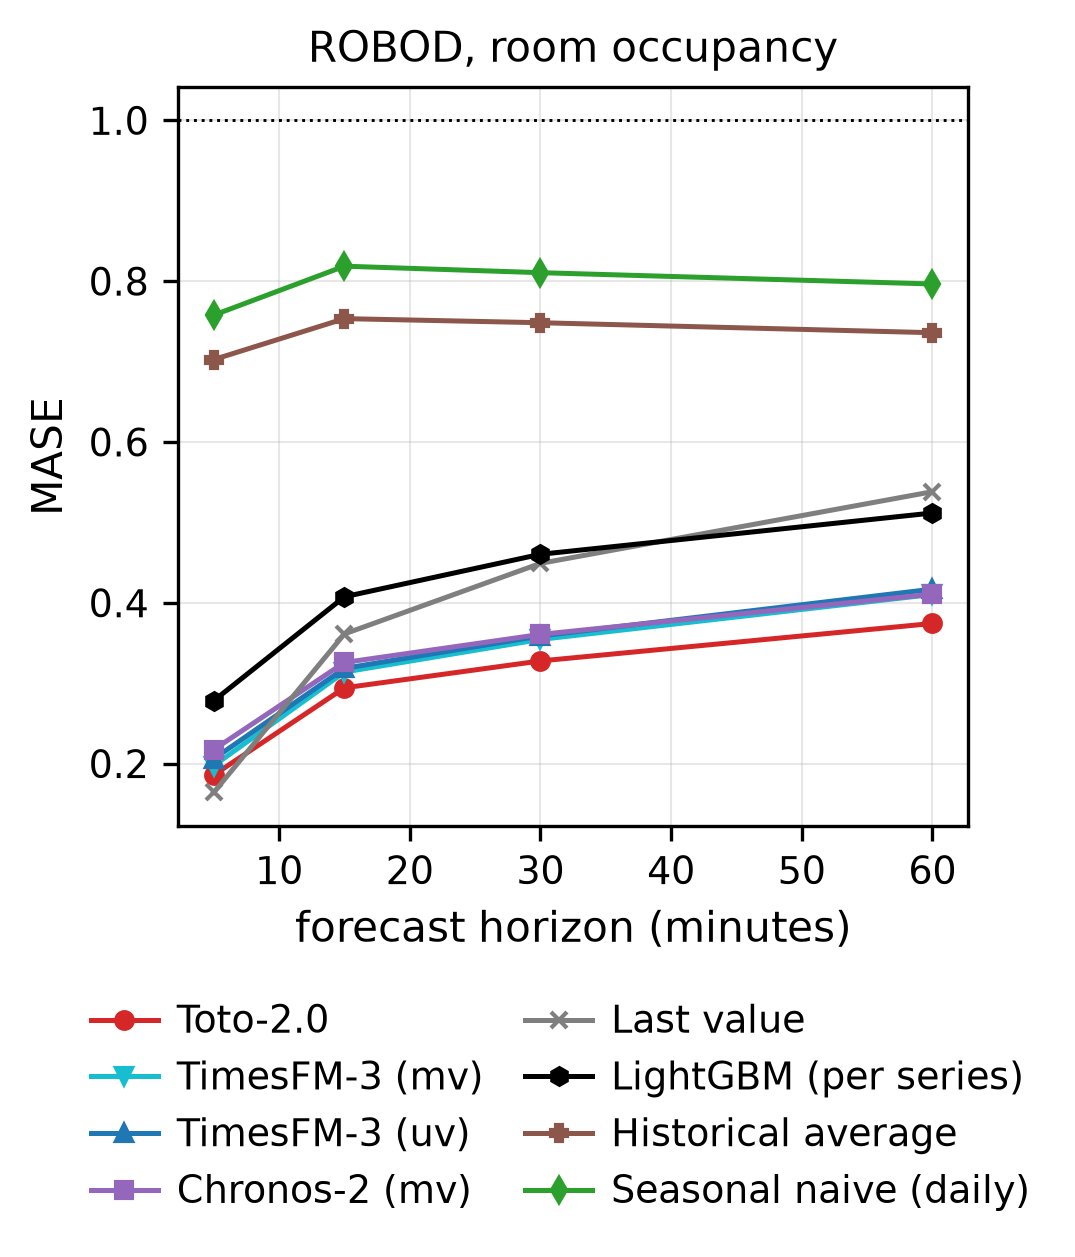 ROBOD, room occupancy
1.0
0.8
0.6
0.4
0.2
MASE
10 20 30 40 50 60
forecast horizon (minutes)
Toto-2.0
TimesFM-3 (mv)
TimesFM-3 (uv)
Chronos-2 (mv)
Last value
LightGBM (per series)
Historical average
Seasonal naive (daily)